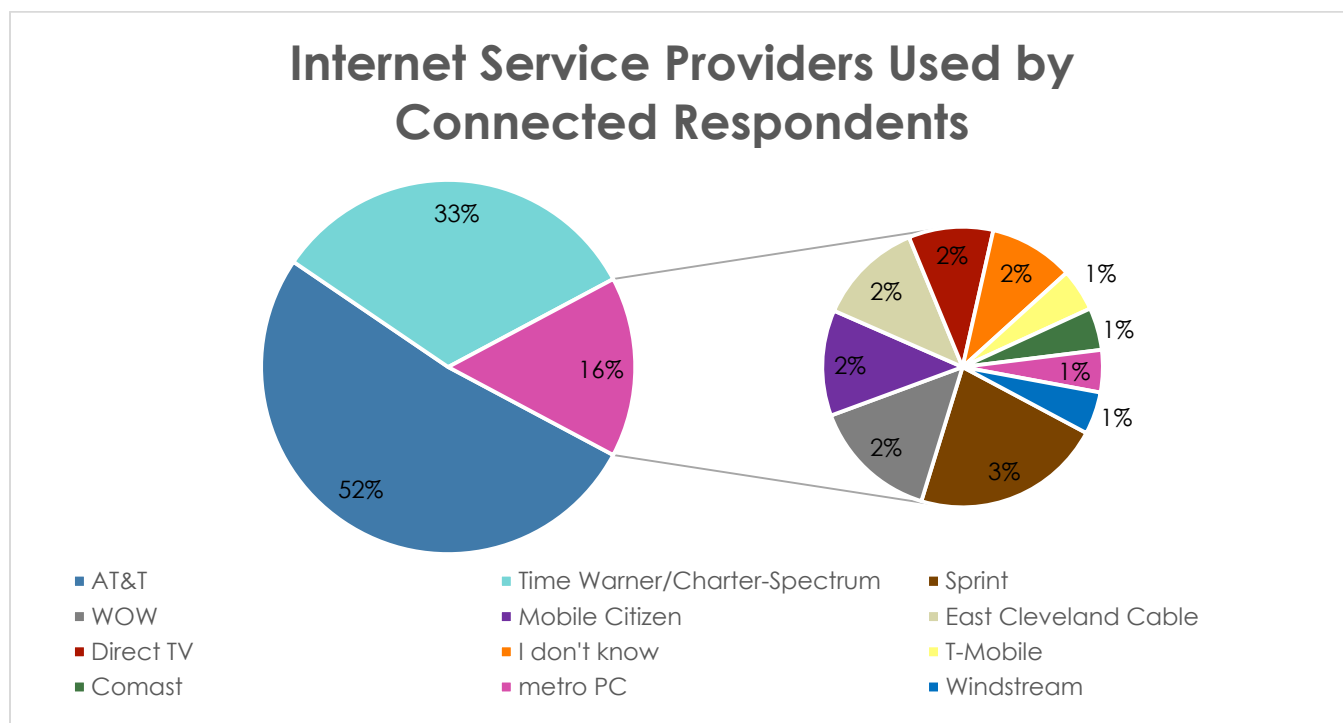 Internet Service Providers Used by
Connected Respondents
33%
16%
52%
2%
2%
1%
2%
1%
2%
1%
1%
2%
3%
AT&T
Time Warner/Charter-Spectrum
Sprint
WOW
Mobile Citizen
East Cleveland Cable
Direct TV
I don't know
T-Mobile
Comast
metro PC
Windstream